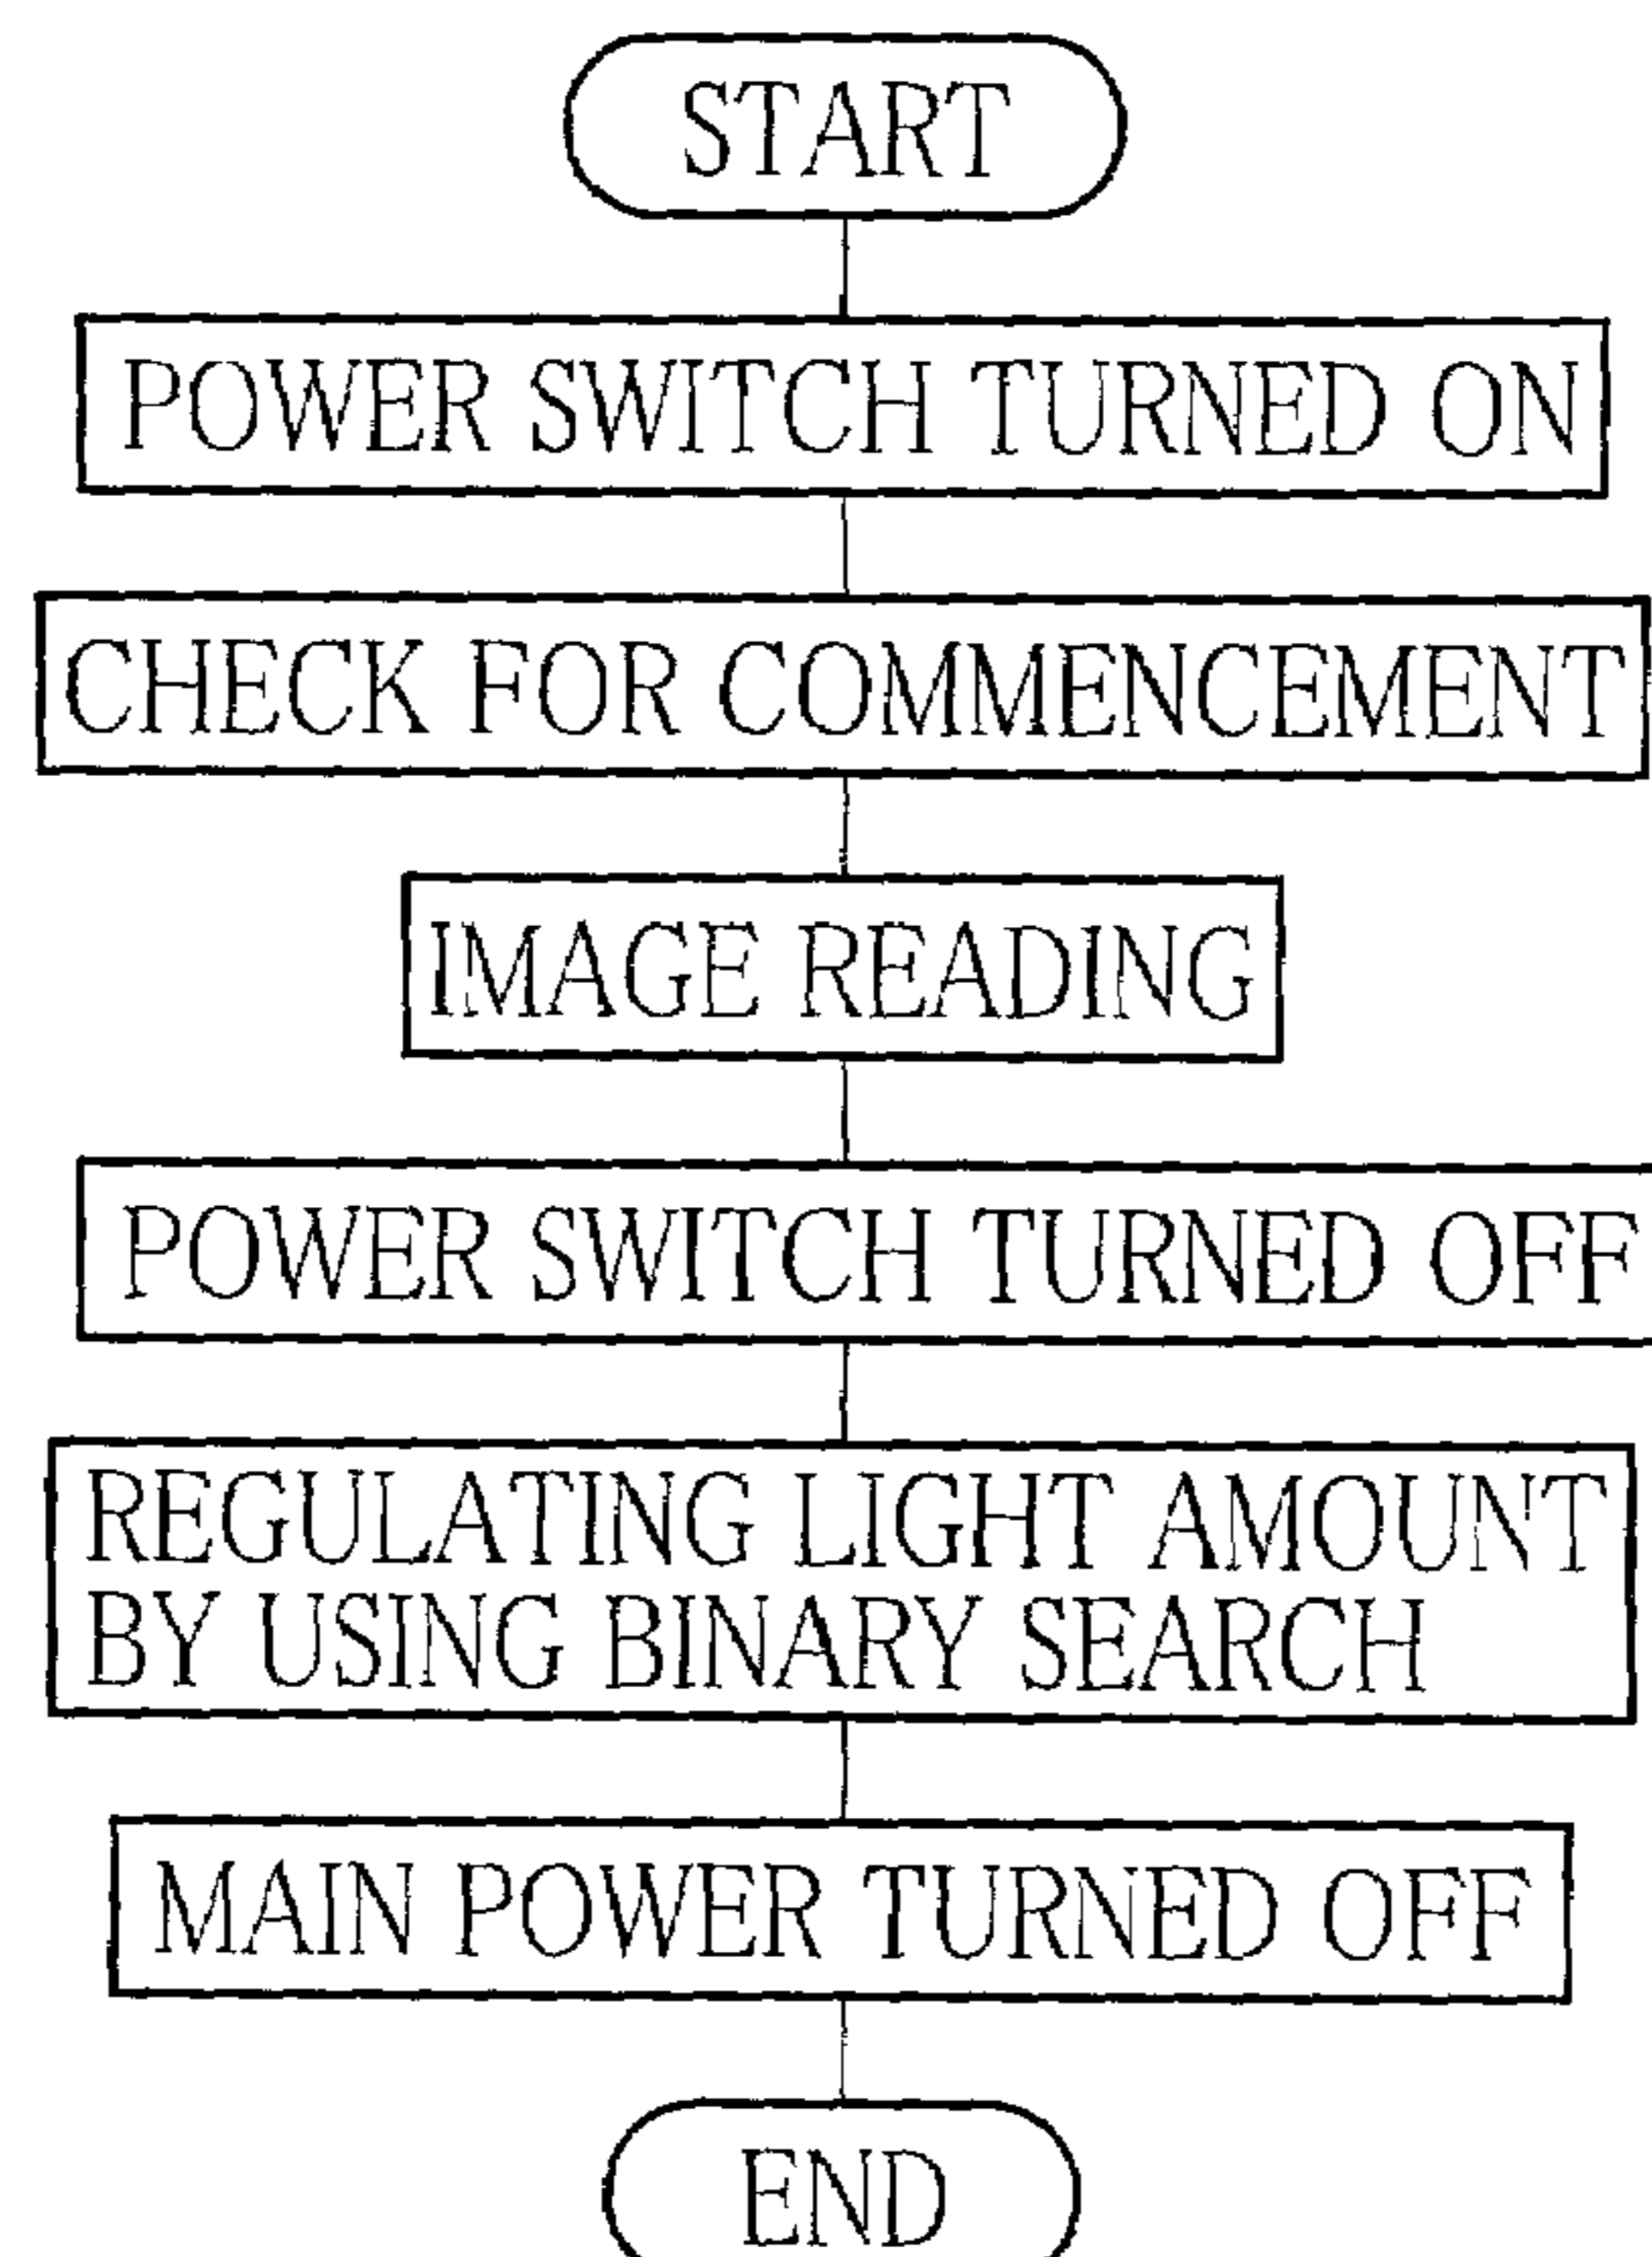 START
POWER SWITCH TURNED ON
CHECK FOR COMMENCEMENT
IMAGE READING
POWER SWITCH TURNED OFF
REGULATING LIGHT AMOUNT
BY USING BINARY SEARCH
MAIN POWER TURNED OFF
END